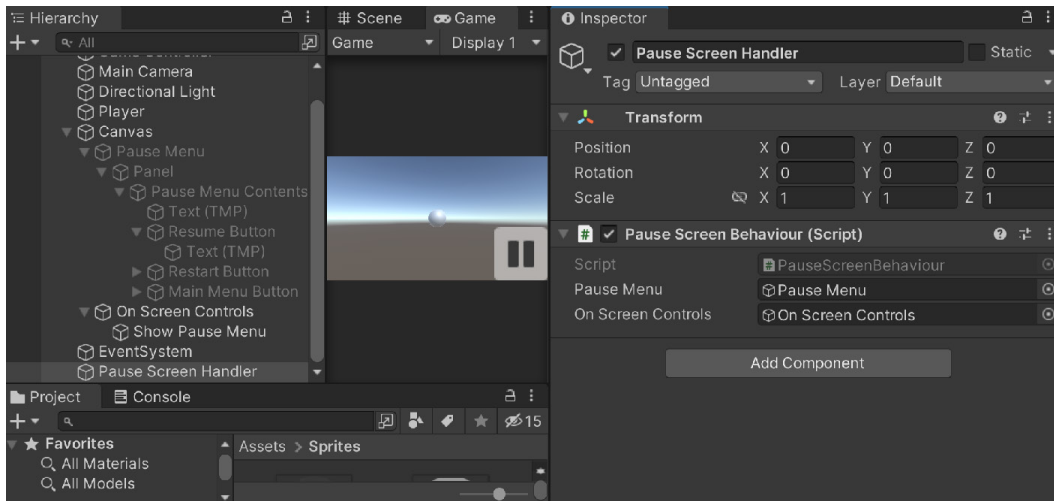 Hierarchy
All
Main Camera
Directional Light
Player
Canvas
Pause Menu
Panel
Pause Menu Contents
Text (TMP)
Resume Button
Text (TMP)
Restart Button
Main Menu Button
On Screen Controls
Show Pause Menu
EventSystem
Pause Screen Handler
# Scene Game
Game Display 1
Inspector
Pause Screen Handler Static
Tag Untagged Layer Default
Transform
Position X 0 Y 0 Z 0
Rotation X 0 Y 0 Z 0
Scale X 1 Y 1 Z 1
# Pause Screen Behaviour (Script)
Script # PauseScreenBehaviour
Pause Menu Pause Menu
On Screen Controls On Screen Controls
Add Component
Project Console
15
Favorites
All Materials
All Models
Assets > Sprites